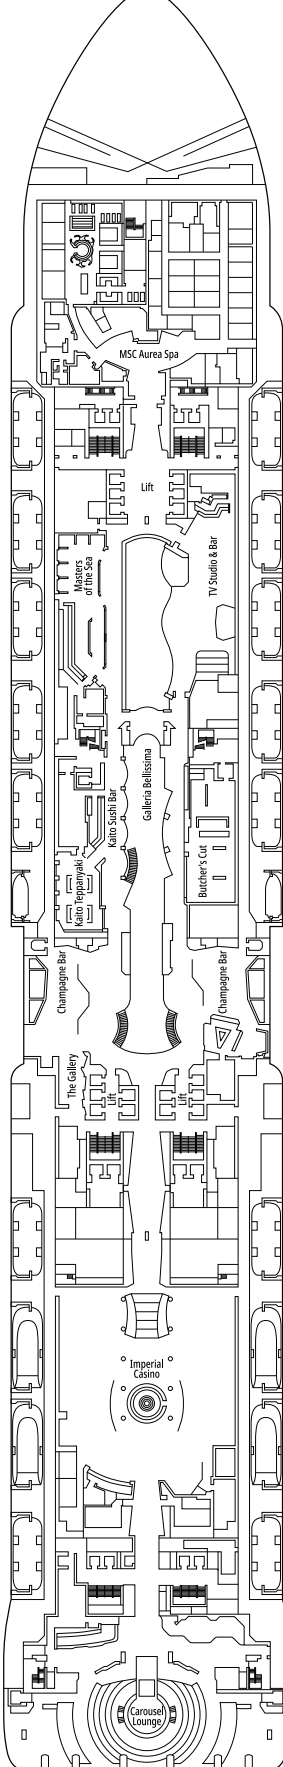 MSC Aurea Spa
Lift
Masters
of the Sea
TV Studio & Bar
Galleria Bellissima
Kaito Sushi Bar
Kaito Teppanyaki
Butcher's Cut
Champagne Bar
Champagne Bar
The Gallery
Lift
Lift
Imperial
Casino
Carousel
Lounge